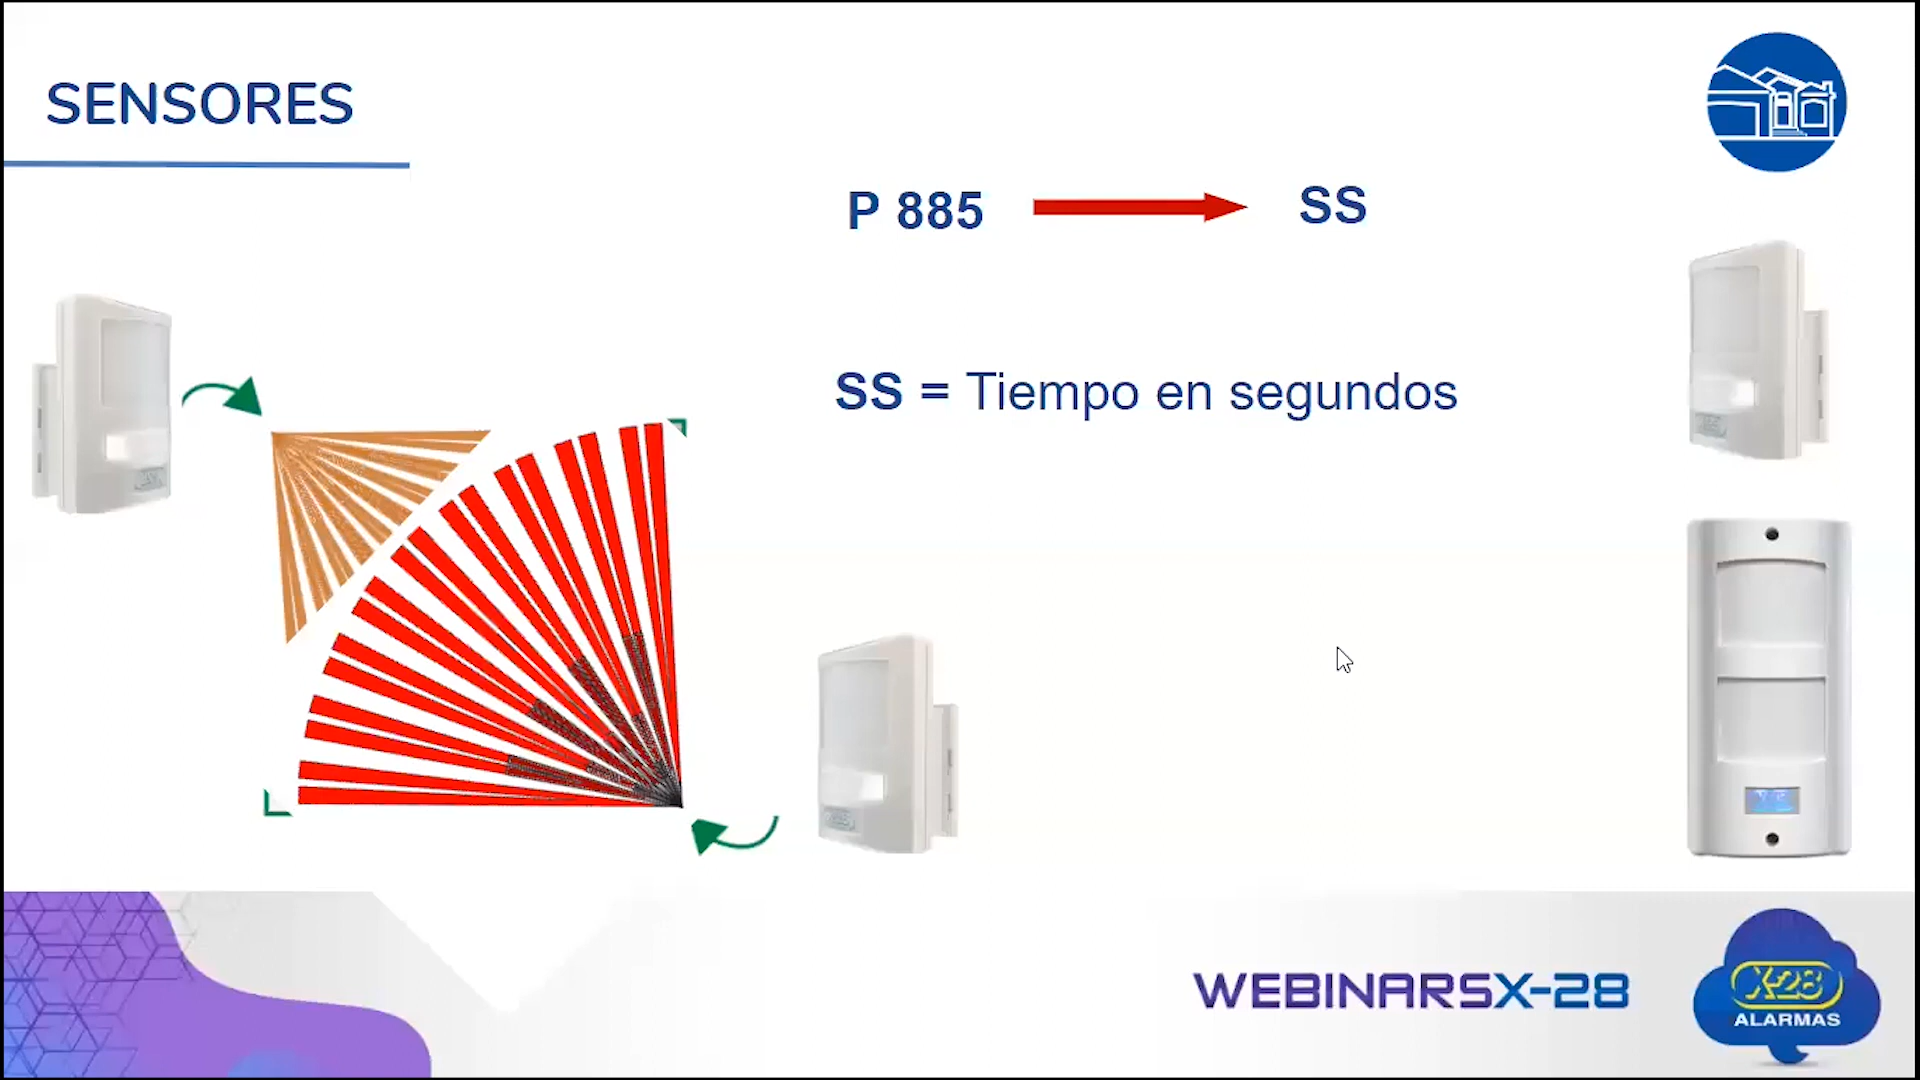 SENSORES
P 885 SS
SS = Tiempo en segundos
WEBINARSX-28
X-28
ALARMAS